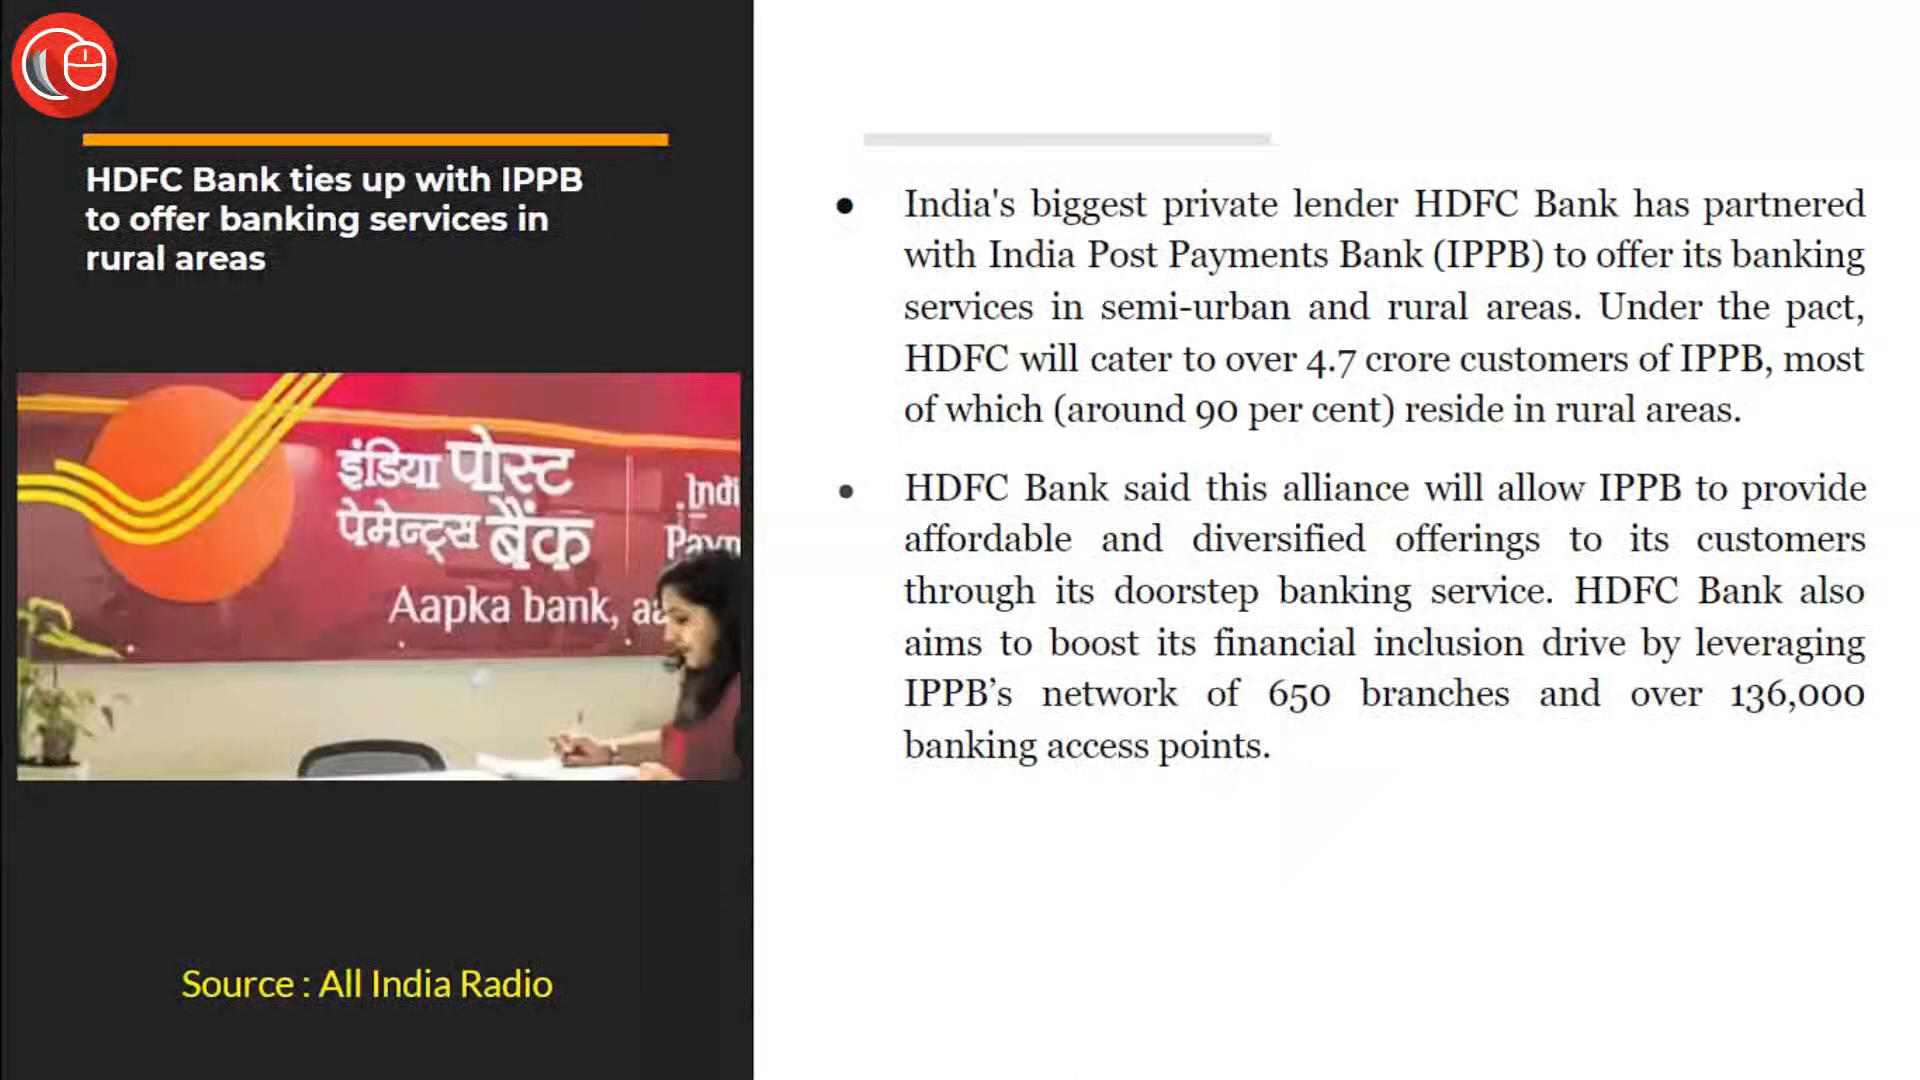 HDFC Bank ties up with IPPB
to offer banking services in
rural areas
इंडिया पोस्ट
पेमेन्ट्स बैंक
Aapka bank,
Source : All India Radio
● India's biggest private lender HDFC Bank has partnered
with India Post Payments Bank (IPPB) to offer its banking
services in semi-urban and rural areas. Under the pact,
HDFC will cater to over 4.7 crore customers of IPPB, most
of which (around 90 per cent) reside in rural areas.
● HDFC Bank said this alliance will allow IPPB to provide
affordable and diversified offerings to its customers
through its doorstep banking service. HDFC Bank also
aims to boost its financial inclusion drive by leveraging
IPPB’s network of 650 branches and over 136,000
banking access points.